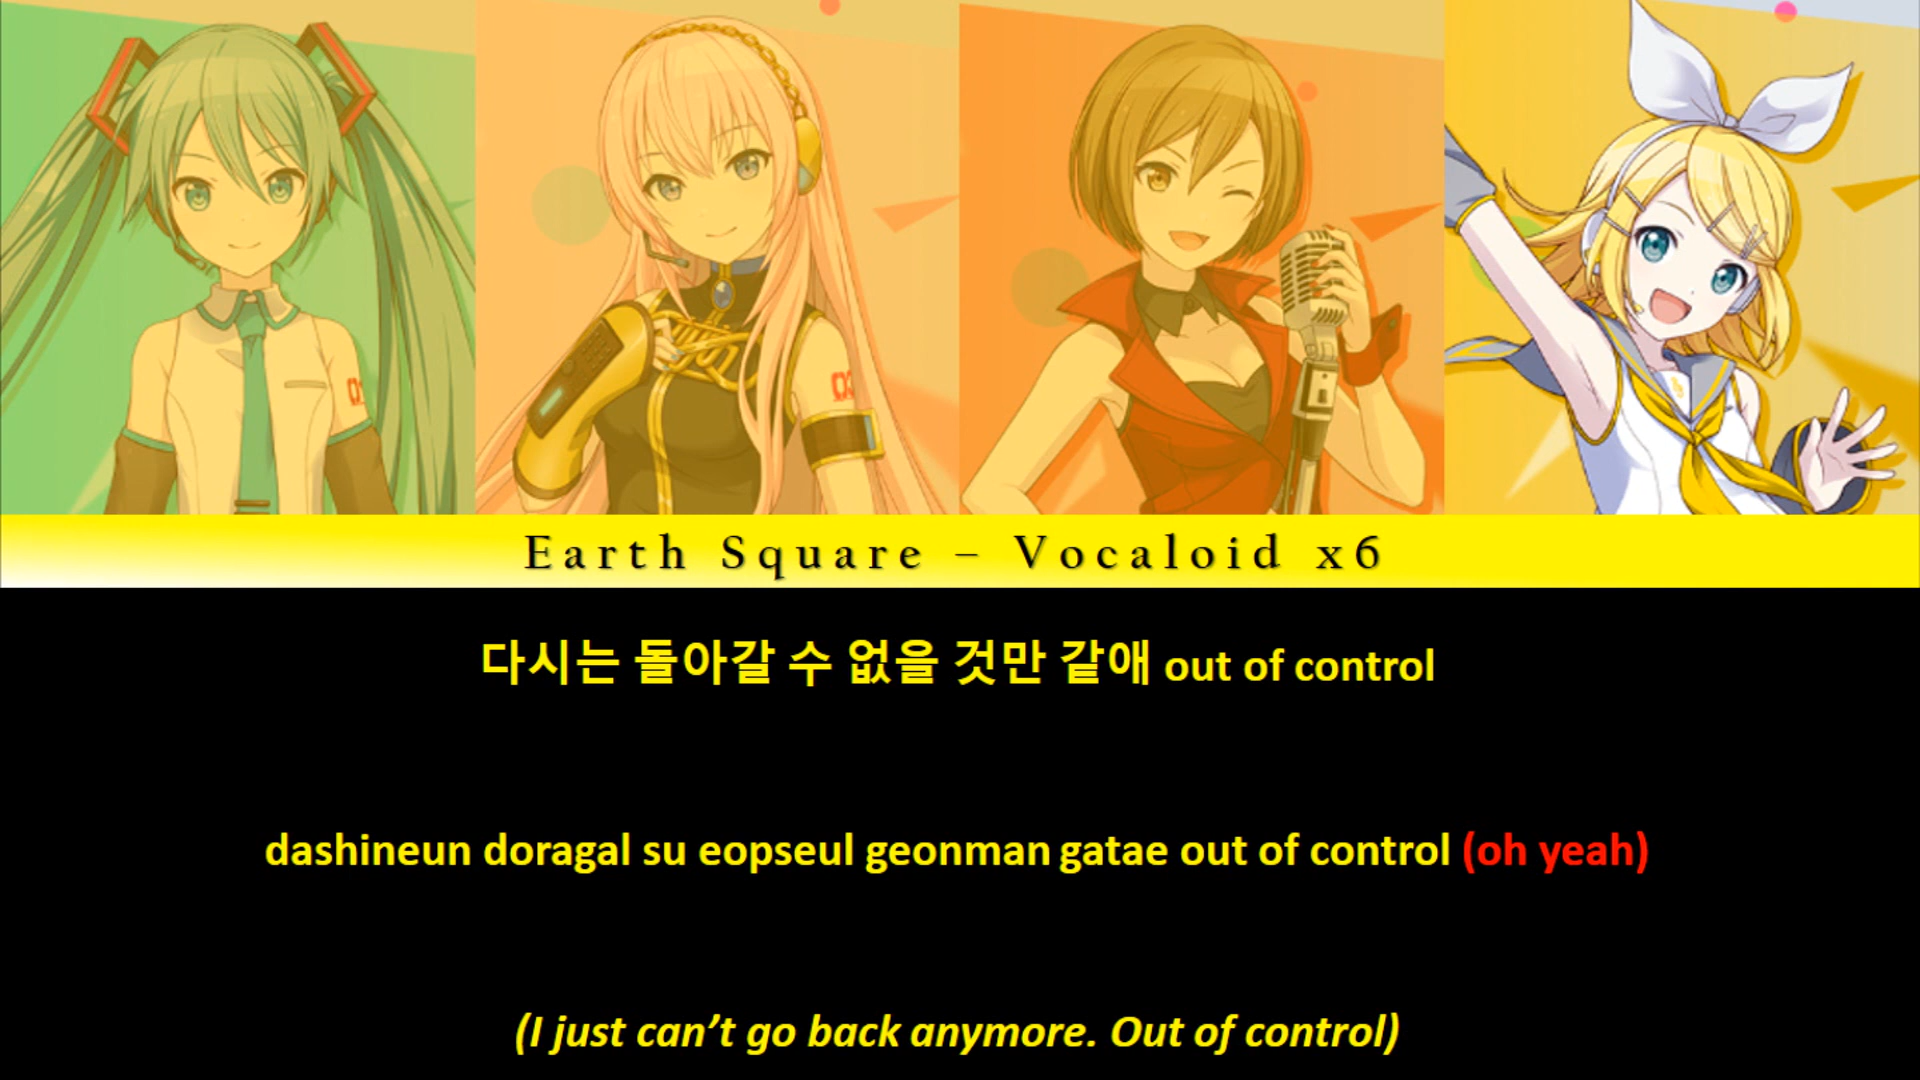 Earth Square – Vocaloid x6
다시는 돌아갈 수 없을 것만 같애 out of control
dashineun doragal su eopseul geonman gatae out of control (oh yeah)
(I just can’t go back anymore. Out of control)